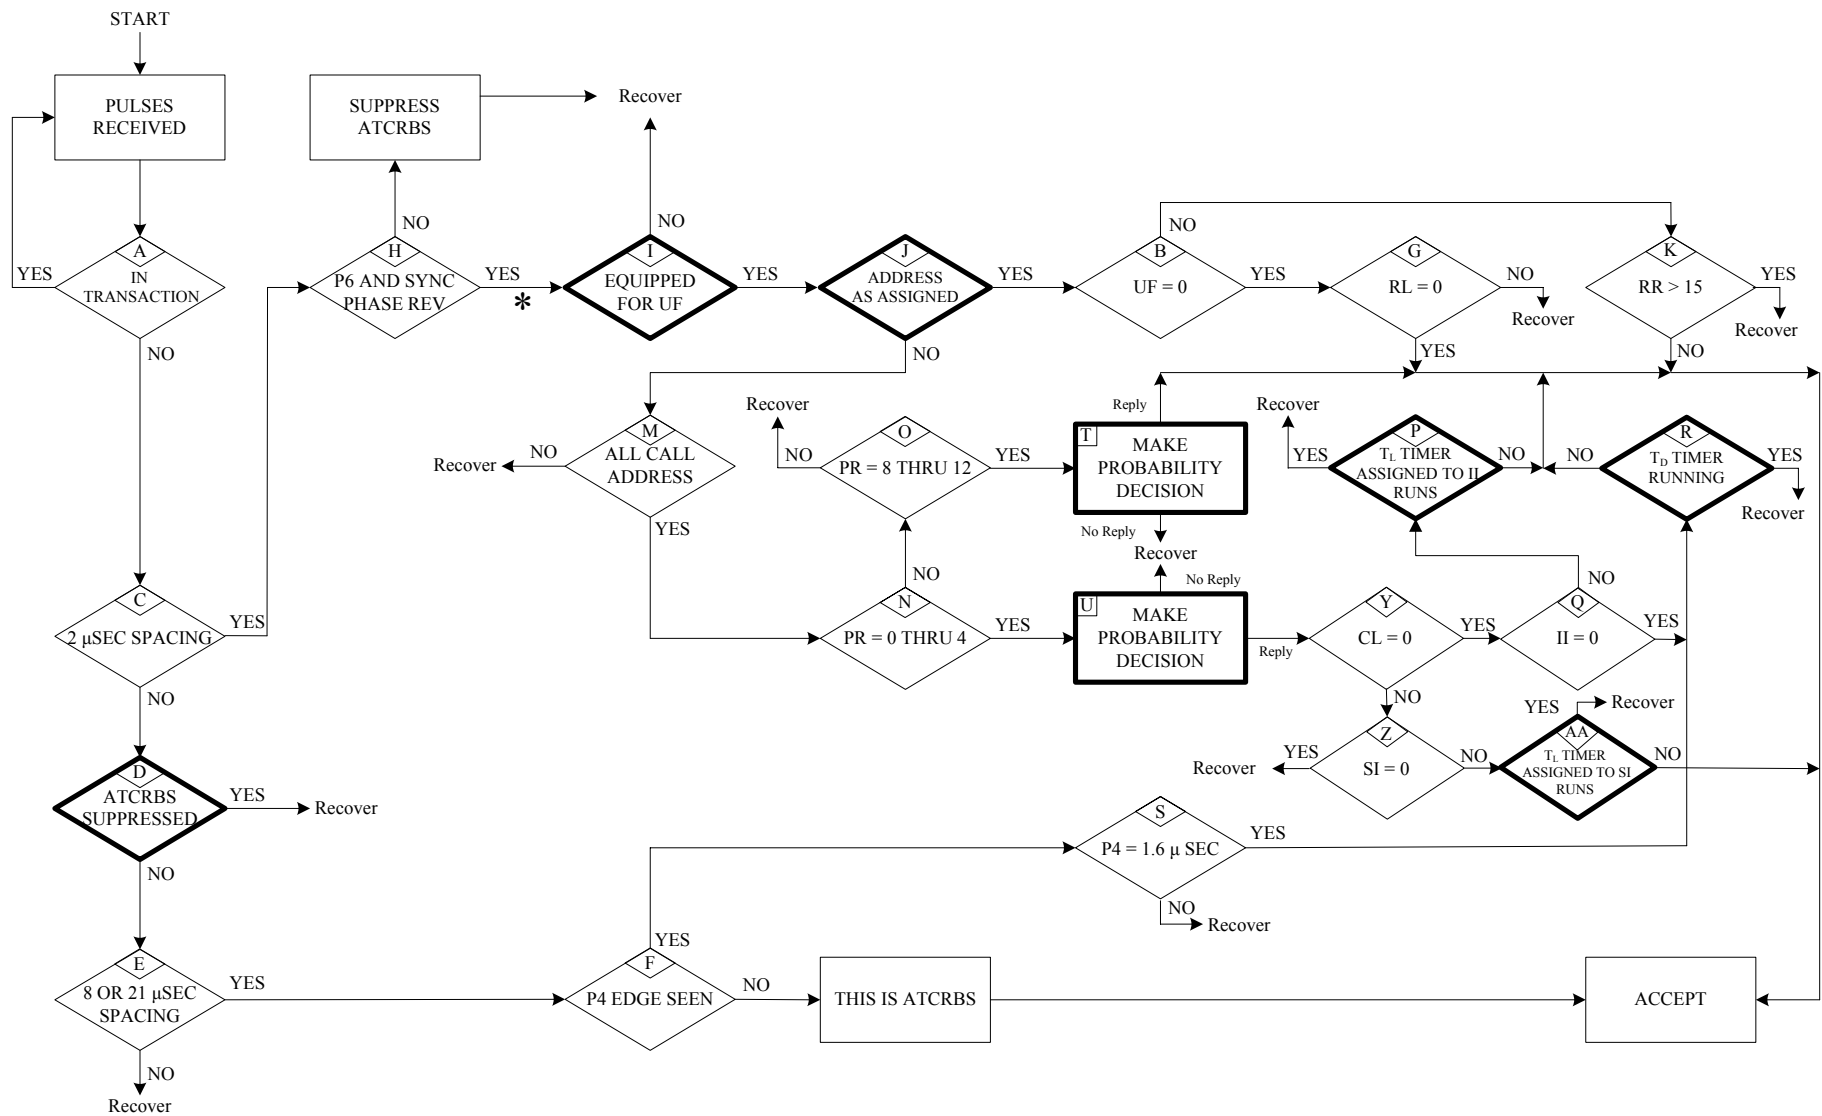 START
PULSES
RECEIVED
SUPPRESS
ATCRBS
Recover
NO
NO
NO
A
IN
TRANSACTION
YES
H
P6 AND SYNC
PHASE REV
YES
*
I
EQUIPPED
FOR UF
YES
J
ADDRESS
AS ASSIGNED
YES
B
UF = 0
YES
G
RL = 0
NO
Recover
K
RR > 15
YES
Recover
NO
NO
YES
NO
Recover
NO
M
ALL CALL
ADDRESS
YES
Recover
NO
O
PR = 8 THRU 12
YES
Reply
T
MAKE
PROBABILITY
DECISION
No Reply
Recover
Recover
YES
P
TL TIMER
ASSIGNED TO II
RUNS
NO
NO
R
TD TIMER
RUNNING
YES
Recover
NO
N
PR = 0 THRU 4
YES
No Reply
U
MAKE
PROBABILITY
DECISION
Reply
Y
CL = 0
YES
NO
Q
II = 0
YES
NO
C
2 μSEC SPACING
YES
NO
Z
SI = 0
YES
Recover
NO
YES
Recover
AA
TL TIMER
ASSIGNED TO SI
RUNS
NO
D
ATCRBS
SUPPRESSED
YES
Recover
NO
S
P4 = 1.6 μ SEC
YES
NO
Recover
E
8 OR 21 μSEC
SPACING
YES
NO
Recover
YES
F
P4 EDGE SEEN
NO
THIS IS ATCRBS
ACCEPT